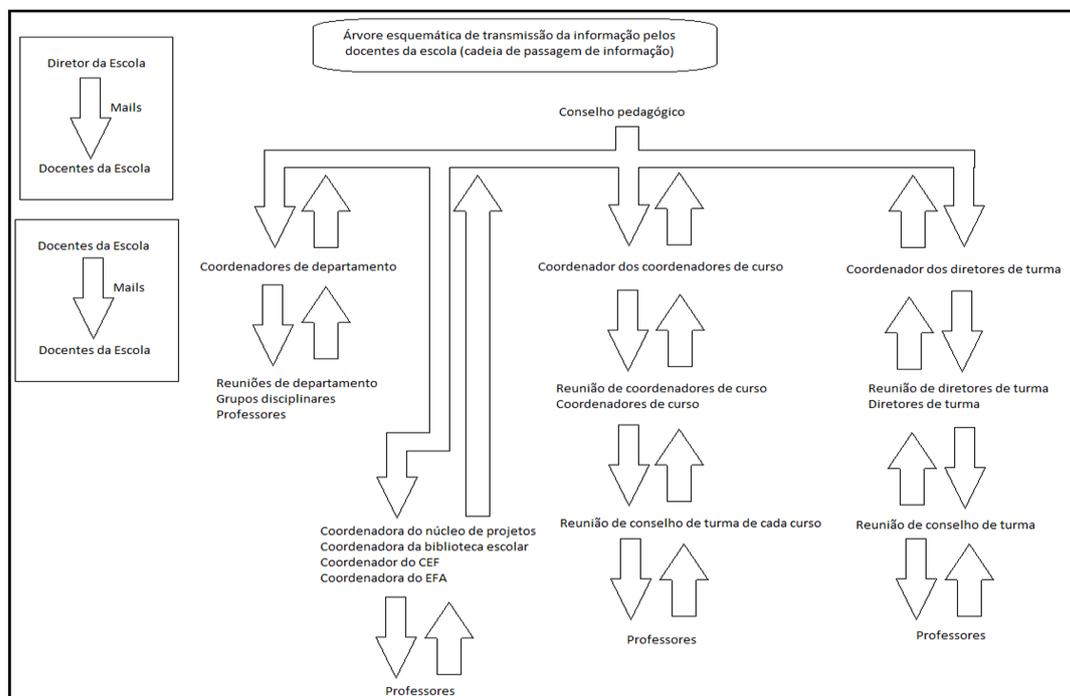 Árvore esquemática de transmissão da informação pelos
docentes da escola (cadeia de passagem de informação)
Diretor da Escola
Mails
Docentes da Escola
Docentes da Escola
Mails
Docentes da Escola
Conselho pedagógico
Coordenadores de departamento
Reuniões de departamento
Grupos disciplinares
Professores
Coordenadora do núcleo de projetos
Coordenadora da biblioteca escolar
Coordenador do CEF
Coordenadora do EFA
Professores
Coordenador dos coordenadores de curso
Reunião de coordenadores de curso
Coordenadores de curso
Reunião de conselho de turma de cada curso
Professores
Coordenador dos diretores de turma
Reunião de diretores de turma
Diretores de turma
Reunião de conselho de turma
Professores